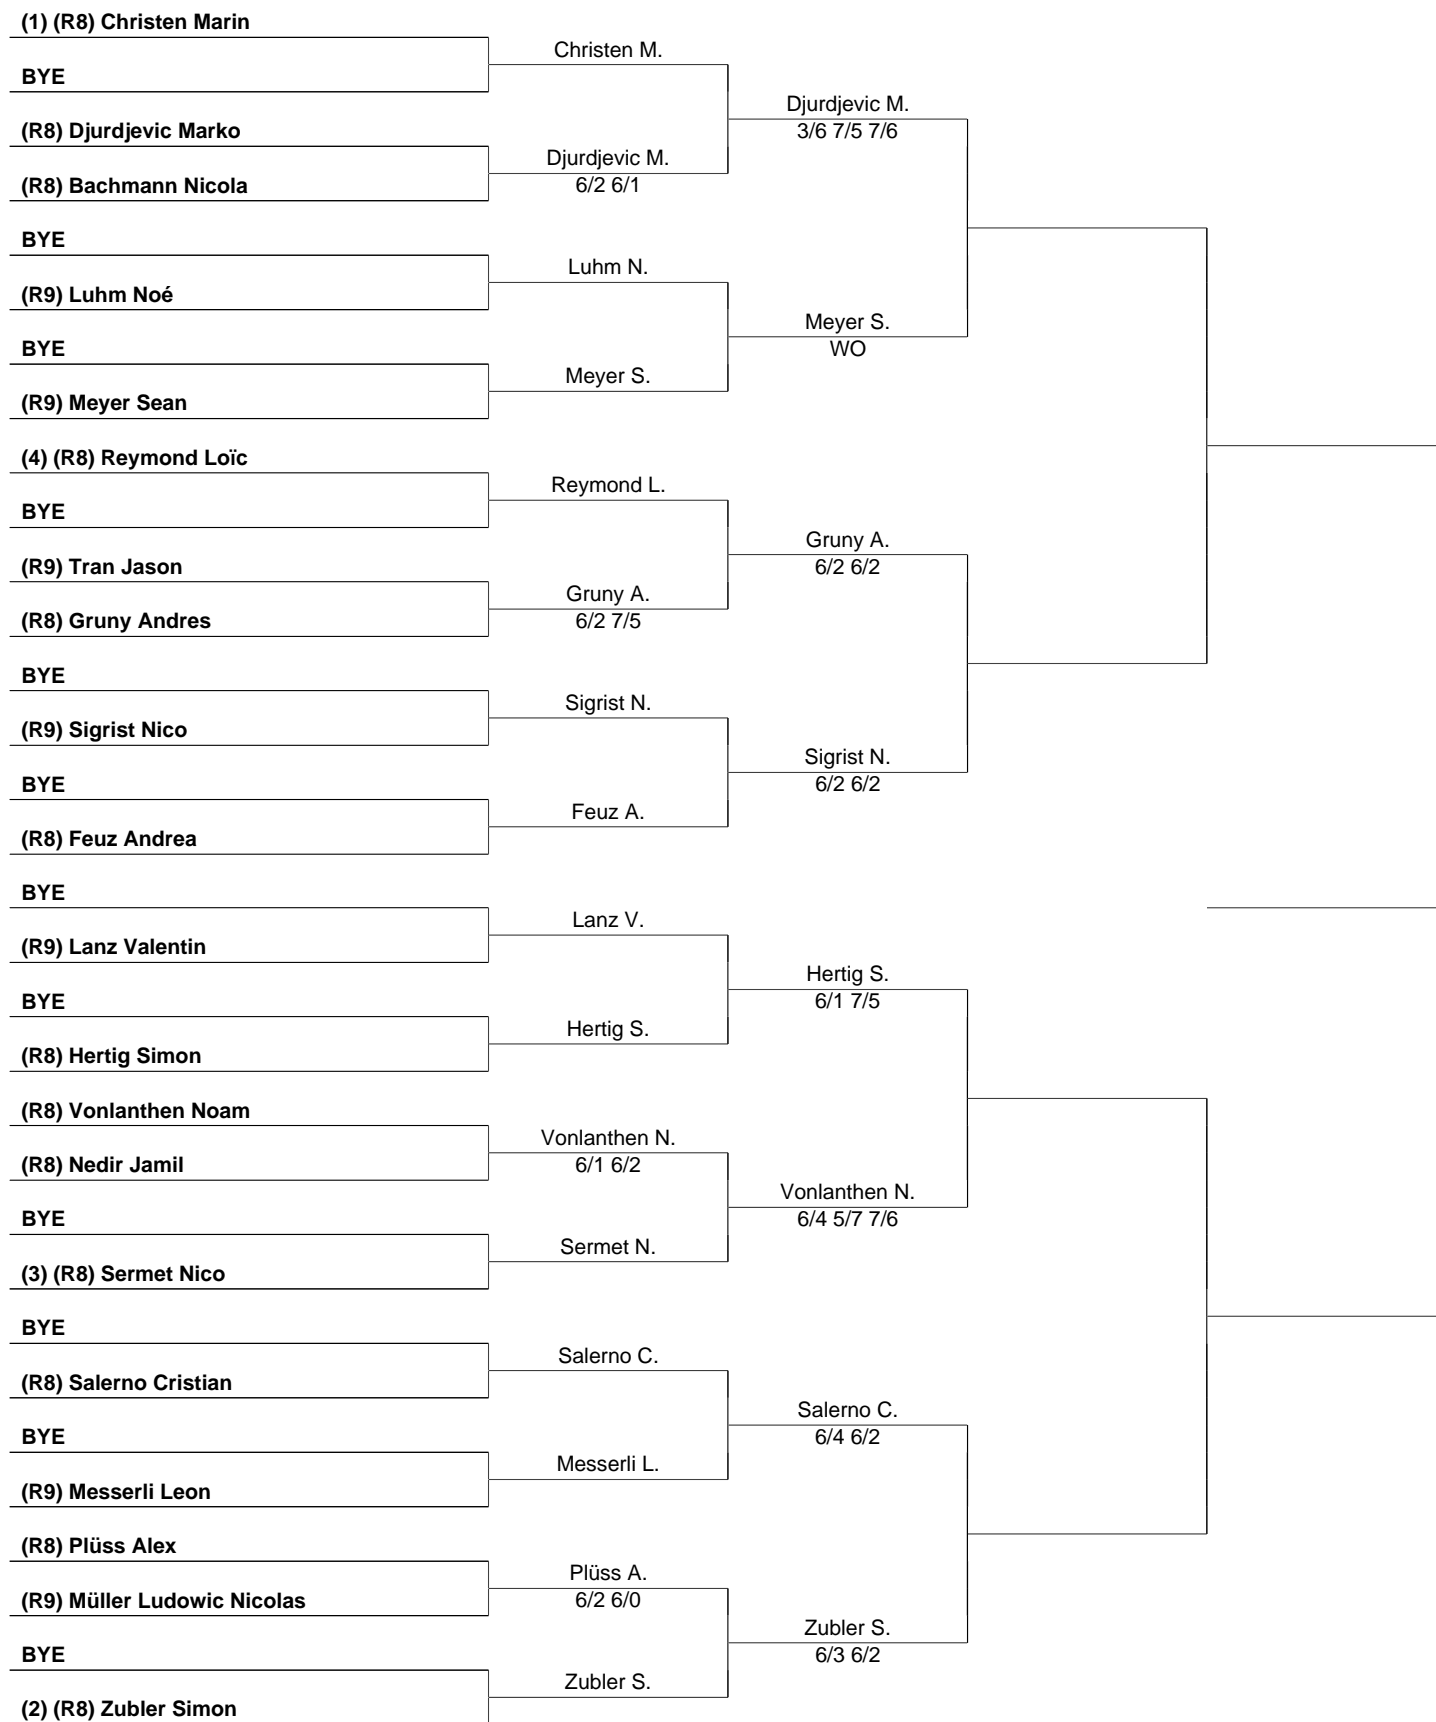 (1) (R8) Christen Marin
BYE
(R8) Djurdjevic Marko
(R8) Bachmann Nicola
BYE
(R9) Luhm Noé
BYE
(R9) Meyer Sean
(4) (R8) Reymond Loïc
BYE
(R9) Tran Jason
(R8) Gruny Andres
BYE
(R9) Sigrist Nico
BYE
(R8) Feuz Andrea
BYE
(R9) Lanz Valentin
BYE
(R8) Hertig Simon
(R8) Vonlanthen Noam
(R8) Nedir Jamil
BYE
(3) (R8) Sermet Nico
BYE
(R8) Salerno Cristian
BYE
(R9) Messerli Leon
(R8) Plüss Alex
(R9) Müller Ludowic Nicolas
BYE
(2) (R8) Zubler Simon
Christen M.
Djurdjevic M.
6/2 6/1
Luhm N.
Meyer S.
Reymond L.
Gruny A.
6/2 7/5
Sigrist N.
Feuz A.
Lanz V.
Hertig S.
Vonlanthen N.
6/1 6/2
Sermet N.
Salerno C.
Messerli L.
Plüss A.
6/2 6/0
Zubler S.
Djurdjevic M.
3/6 7/5 7/6
Meyer S.
WO
Gruny A.
6/2 6/2
Sigrist N.
6/2 6/2
Hertig S.
6/1 7/5
Vonlanthen N.
6/4 5/7 7/6
Salerno C.
6/4 6/2
Zubler S.
6/3 6/2